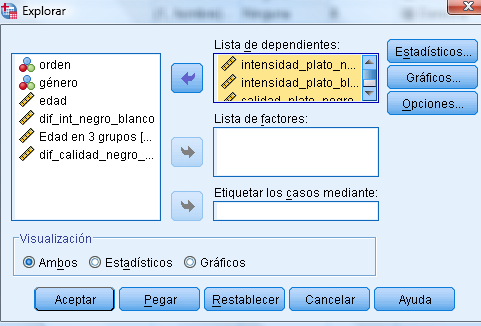 Explorar
orden
género
edad
dif_int_negro_blanco
Edad en 3 grupos [...
dif_calidad_negro_...
Lista de dependientes:
intensidad_plato_n...
intensidad_plato_bl...
calidad_plato_negro
Lista de factores:
Etiquetar los casos mediante:
Estadísticos...
Gráficos...
Opciones...
Visualización
Ambos Estadísticos Gráficos
Aceptar Pegar Restablecer Cancelar Ayuda